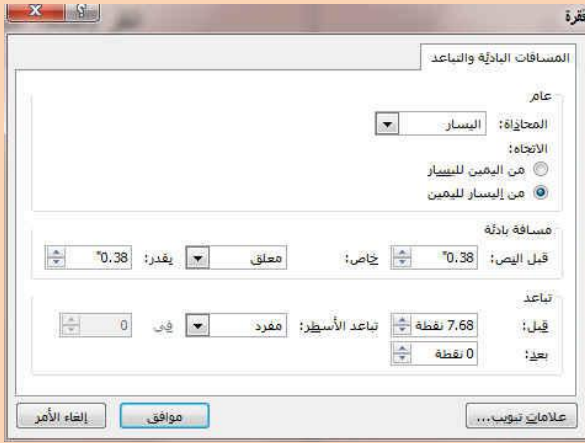 فقرة
المسافات البادئة والتباعد
عام
المحاذاة: اليسار
الاتجاه:
من اليمين لليسار
من اليسار لليمين
مسافة بادئة
قبل النص: 0.38" خاص: معلق بقدر: 0.38"
تباعد
قبل: 7.68 نقطة تباعد الأسطر: مفرد في 0
بعد: 0 نقطة
علامات تبويب... موافق إلغاء الأمر